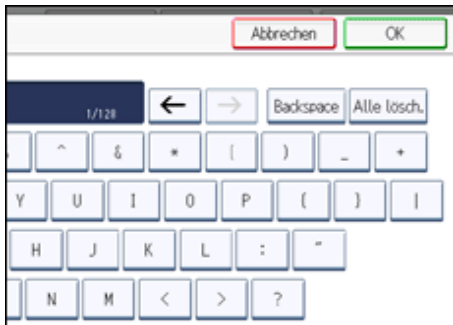 Abbrechen OK
1/128 ← → Backspace Alle lösch.
^ & * ( ) _ +
Y U I O P { } |
H J K L : "
N M < > ?